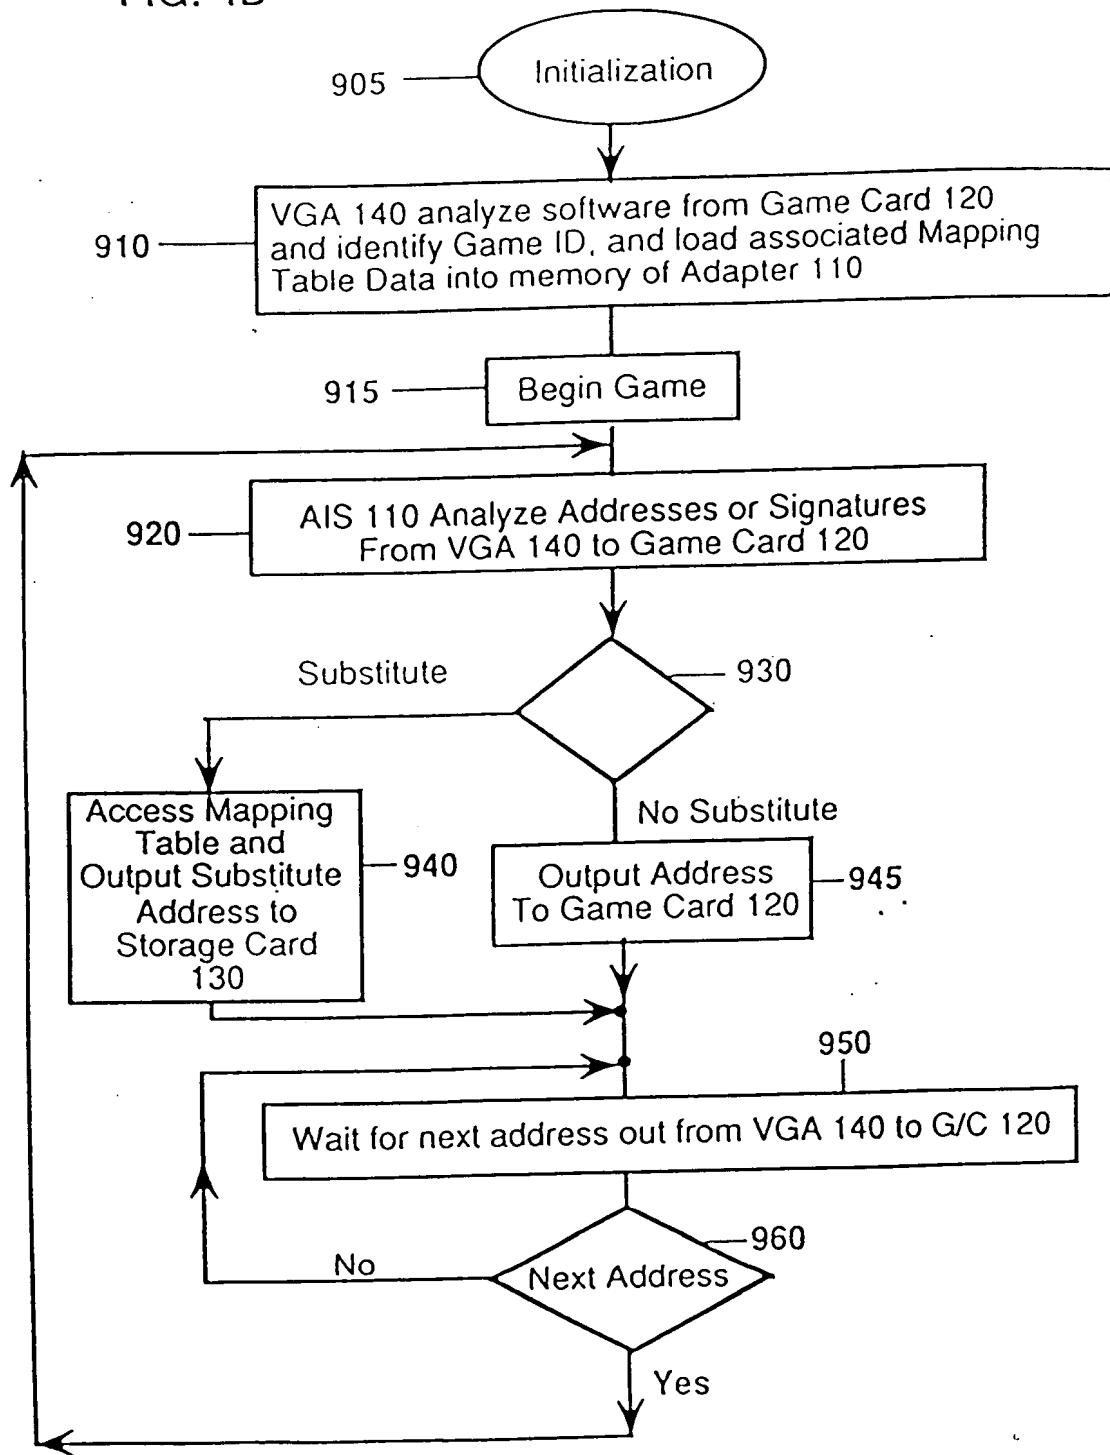 FIG. 4B
905
Initialization
910
VGA 140 analyze software from Game Card 120
and identify Game ID, and load associated Mapping
Table Data into memory of Adapter 110
915
Begin Game
920
AIS 110 Analyze Addresses or Signatures
From VGA 140 to Game Card 120
Substitute
930
No Substitute
Access Mapping
Table and
Output Substitute
Address to
Storage Card
130
940
Output Address
To Game Card 120
945
950
Wait for next address out from VGA 140 to G/C 120
960
No
Next Address
Yes